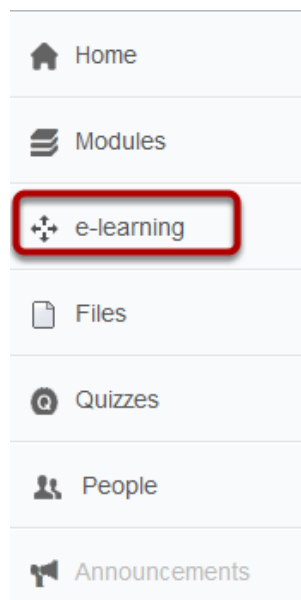 Home
Modules
e-learning
Files
Quizzes
People
Announcements